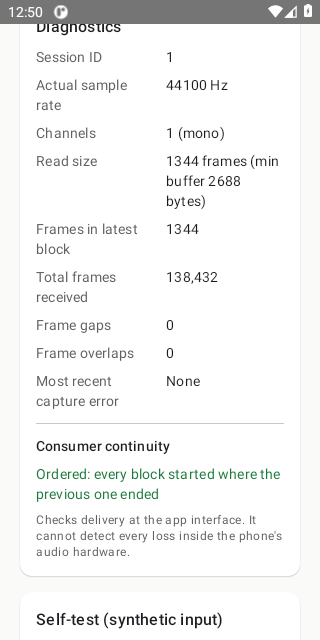 12:50
Diagnostics
Session ID 1
Actual sample 44100 Hz
rate
Channels 1 (mono)
Read size 1344 frames (min
buffer 2688
bytes)
Frames in latest 1344
block
Total frames 138,432
received
Frame gaps 0
Frame overlaps 0
Most recent None
capture error
Consumer continuity
Ordered: every block started where the
previous one ended
Checks delivery at the app interface. It
cannot detect every loss inside the phone's
audio hardware.
Self-test (synthetic input)